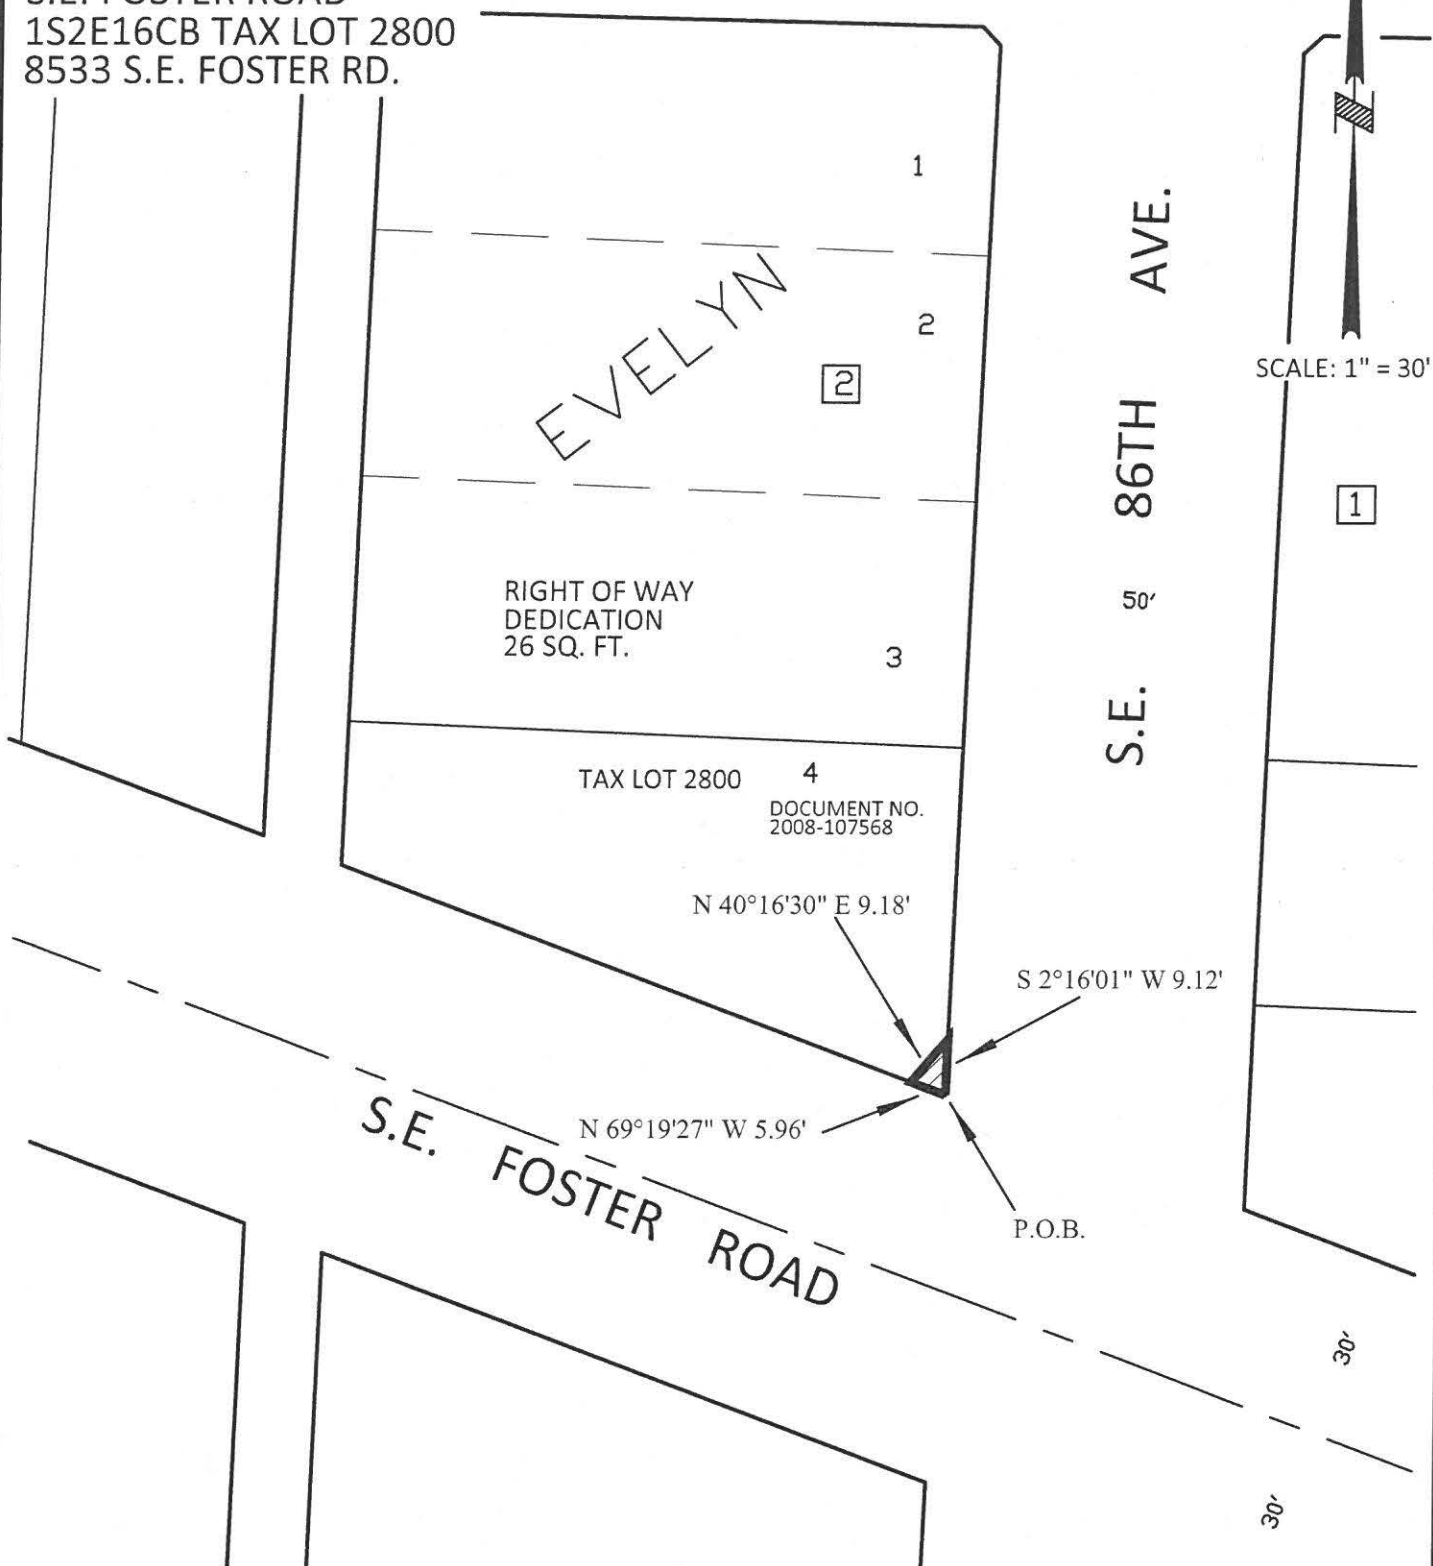 S.E. FOSTER ROAD
1S2E16CB TAX LOT 2800
8533 S.E. FOSTER RD.
1
EVELYN
2
2
SCALE: 1" = 30'
S.E. 86TH AVE.
1
50'
RIGHT OF WAY
DEDICATION
26 SQ. FT.
3
TAX LOT 2800
4
DOCUMENT NO.
2008-107568
N 40°16'30" E 9.18'
S 2°16'01" W 9.12'
N 69°19'27" W 5.96'
P.O.B.
S.E. FOSTER ROAD
30'
30'